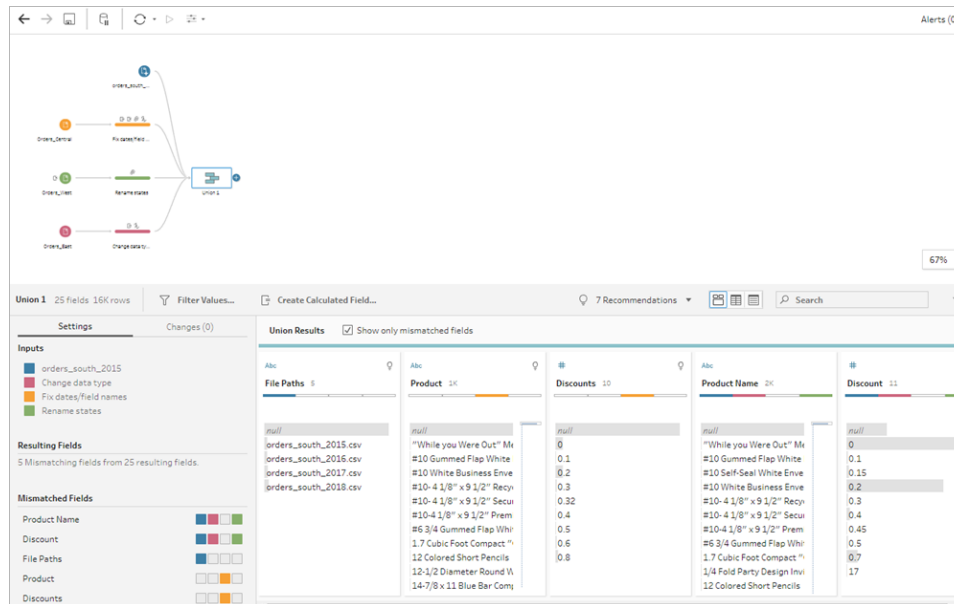 Alerts (0
orders_south_...
Orders_Central
Fix dates/field ...
Orders_West
Rename states
Union 1
Orders_East
Change data ty...
67%
Union 1 25 fields 16K rows
Filter Values...
Create Calculated Field...
7 Recommendations
Search
Settings
Changes (0)
Union Results
Show only mismatched fields
Inputs
orders_south_2015
Change data type
Fix dates/field names
Rename states
Resulting Fields
5 Mismatching fields from 25 resulting fields.
Mismatched Fields
Product Name
Discount
File Paths
Product
Discounts
Abc
File Paths 5
null
orders_south_2015.csv
orders_south_2016.csv
orders_south_2017.csv
orders_south_2018.csv
Abc
Product 1K
null
"While you Were Out" Me
#10 Gummed Flap White
#10 White Business Enve
#10- 4 1/8" x 9 1/2" Recy
#10- 4 1/8" x 9 1/2" Secu
#10-4 1/8" x 9 1/2" Prem
#6 3/4 Gummed Flap Whi
1.7 Cubic Foot Compact "
12 Colored Short Pencils
12-1/2 Diameter Round W
14-7/8 x 11 Blue Bar Comp
#
Discounts 10
null
0
0.1
0.2
0.3
0.32
0.4
0.5
0.6
0.8
Abc
Product Name 2K
null
"While you Were Out" Me
#10 Gummed Flap White
#10 Self-Seal White Enve
#10 White Business Enve
#10- 4 1/8" x 9 1/2" Recy
#10- 4 1/8" x 9 1/2" Secu
#10-4 1/8" x 9 1/2" Prem
#6 3/4 Gummed Flap Whi
1.7 Cubic Foot Compact "
1/4 Fold Party Design Invi
12 Colored Short Pencils
#
Discount 11
null
0
0.1
0.15
0.2
0.3
0.4
0.45
0.5
0.7
17